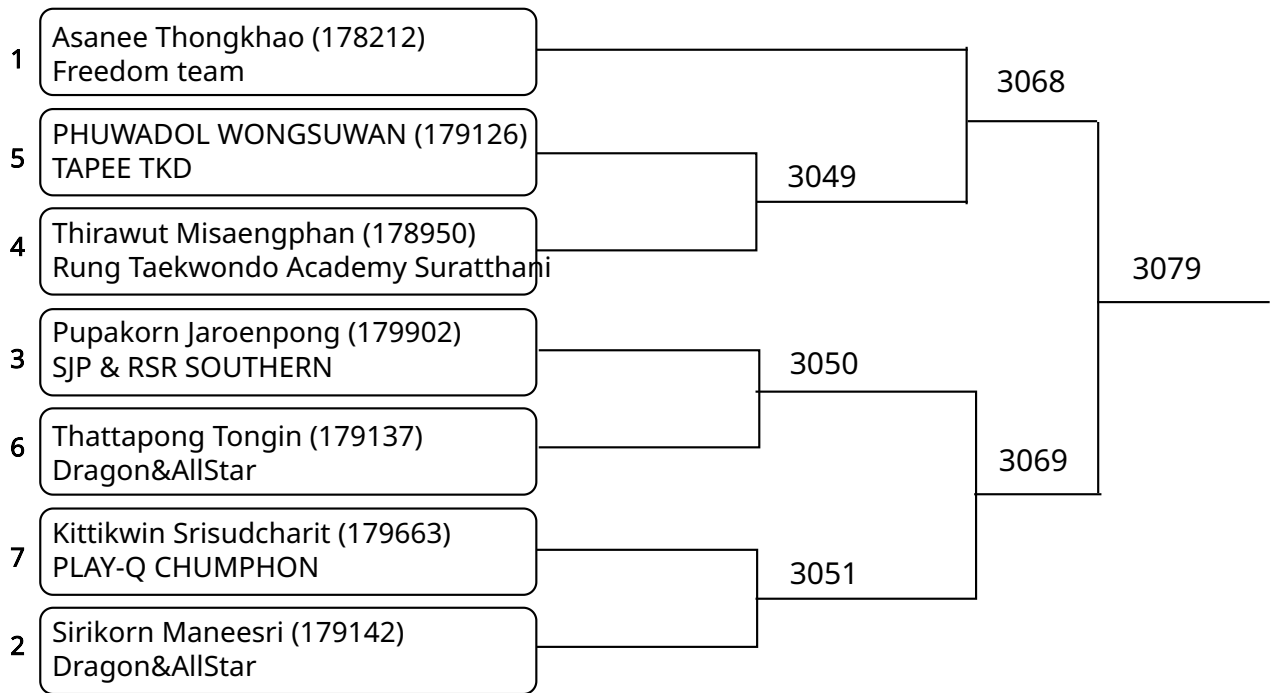 1
Asanee Thongkhao (178212)
Freedom team
3068
5
PHUWADOL WONGSUWAN (179126)
TAPEE TKD
3049
4
Thirawut Misaengphan (178950)
Rung Taekwondo Academy Suratthani
3079
3
Pupakorn Jaroenpong (179902)
SJP & RSR SOUTHERN
3050
6
Thattapong Tongin (179137)
Dragon&AllStar
3069
7
Kittikwin Srisudcharit (179663)
PLAY-Q CHUMPHON
3051
2
Sirikorn Maneesri (179142)
Dragon&AllStar